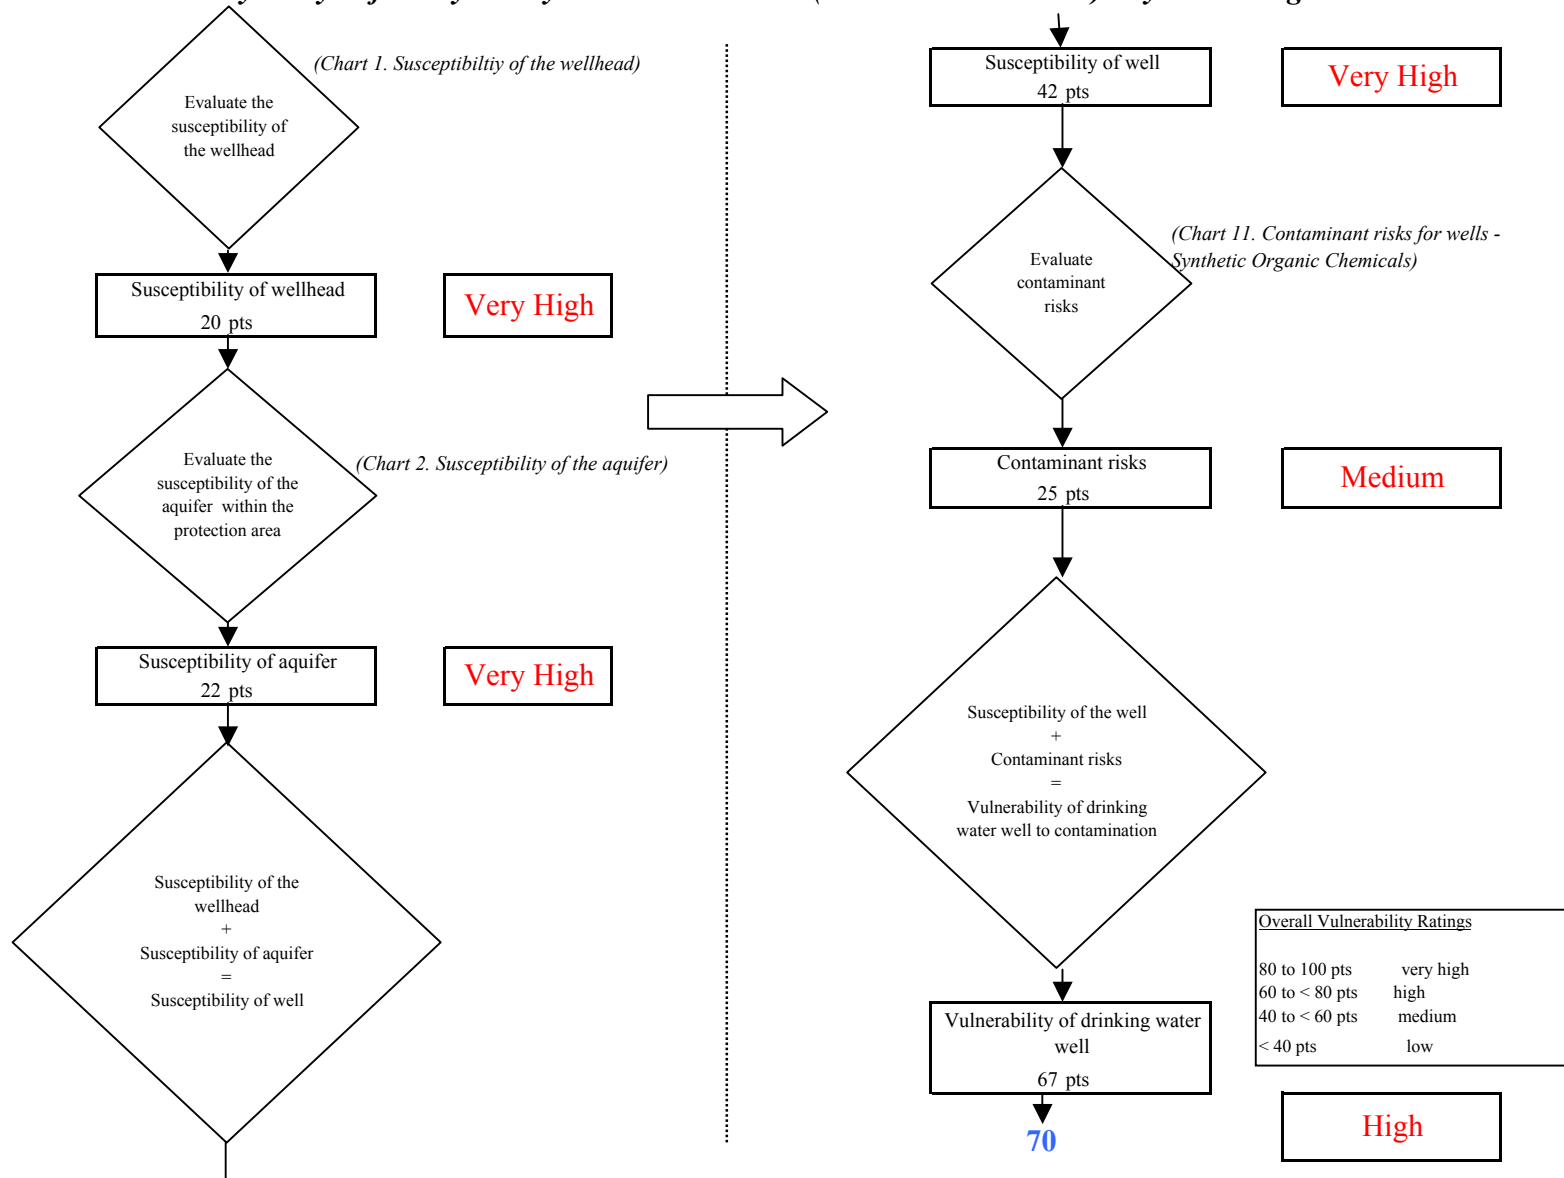 (Chart 1. Susceptibiltiy of the wellhead)
Evaluate the
susceptibility of
the wellhead
Susceptibility of wellhead
20 pts
Very High
Evaluate the
susceptibility of the
aquifer within the
protection area
(Chart 2. Susceptibility of the aquifer)
Susceptibility of aquifer
22 pts
Very High
Susceptibility of the
wellhead
+
Susceptibility of aquifer
=
Susceptibility of well
Susceptibility of well
42 pts
Very High
(Chart 11. Contaminant risks for wells -
Synthetic Organic Chemicals)
Evaluate
contaminant
risks
Contaminant risks
25 pts
Medium
Susceptibility of the well
+
Contaminant risks
=
Vulnerability of drinking
water well to contamination
Overall Vulnerability Ratings
80 to 100 pts very high
60 to < 80 pts high
40 to < 60 pts medium
< 40 pts low
Vulnerability of drinking water
well
67 pts
70
High